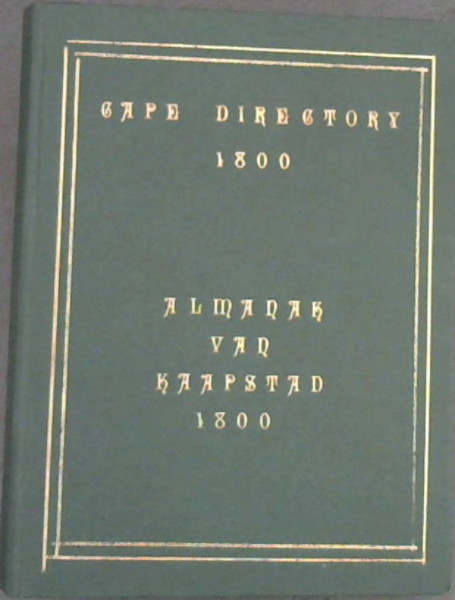 CAPE DIRECTORY
1800
ALMANAK
VAN
KAAPSTAD
1800